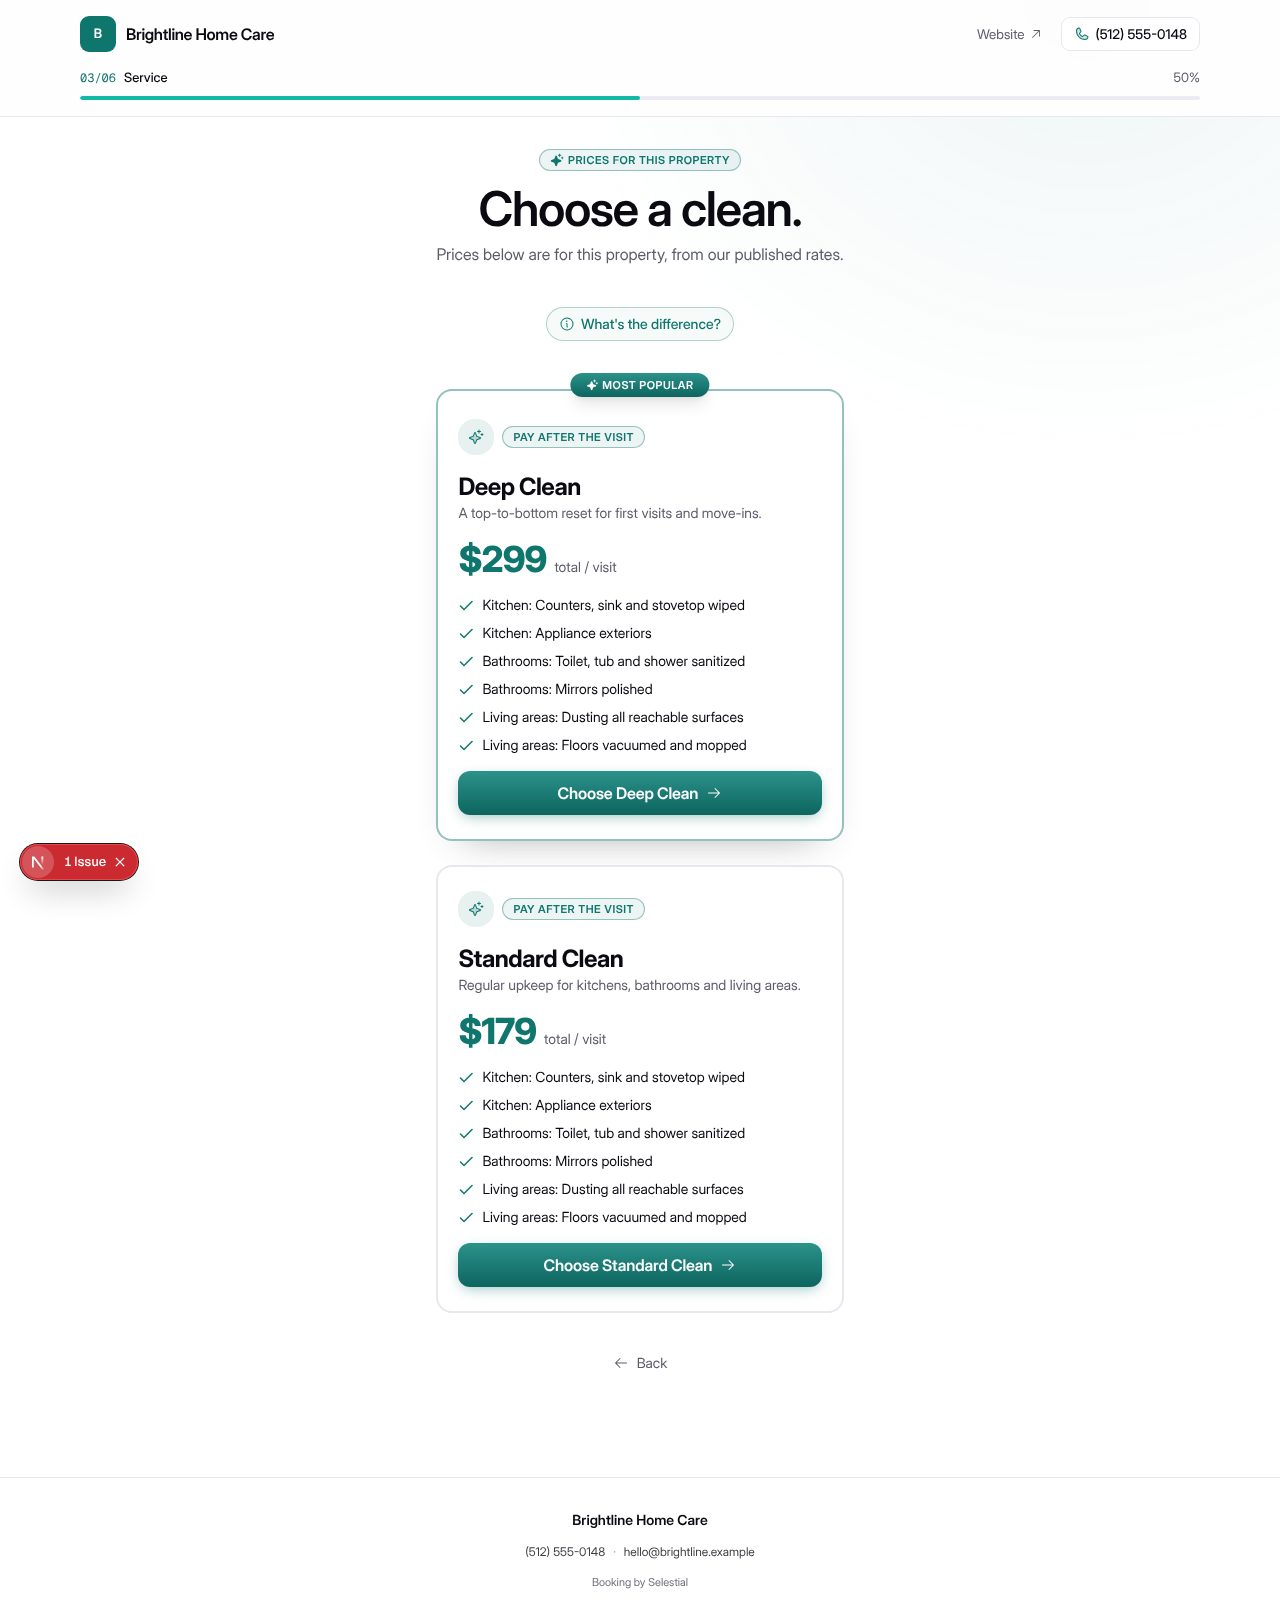 B
Brightline Home Care
Website
(512) 555-0148
03/06 Service
50%
PRICES FOR THIS PROPERTY
Choose a clean.
Prices below are for this property, from our published rates.
What's the difference?
MOST POPULAR
PAY AFTER THE VISIT
Deep Clean
A top-to-bottom reset for first visits and move-ins.
$299 total / visit
Kitchen: Counters, sink and stovetop wiped
Kitchen: Appliance exteriors
Bathrooms: Toilet, tub and shower sanitized
Bathrooms: Mirrors polished
Living areas: Dusting all reachable surfaces
Living areas: Floors vacuumed and mopped
Choose Deep Clean
N 1 Issue
PAY AFTER THE VISIT
Standard Clean
Regular upkeep for kitchens, bathrooms and living areas.
$179 total / visit
Kitchen: Counters, sink and stovetop wiped
Kitchen: Appliance exteriors
Bathrooms: Toilet, tub and shower sanitized
Bathrooms: Mirrors polished
Living areas: Dusting all reachable surfaces
Living areas: Floors vacuumed and mopped
Choose Standard Clean
Back
Brightline Home Care
(512) 555-0148 · hello@brightline.example
Booking by Selestial